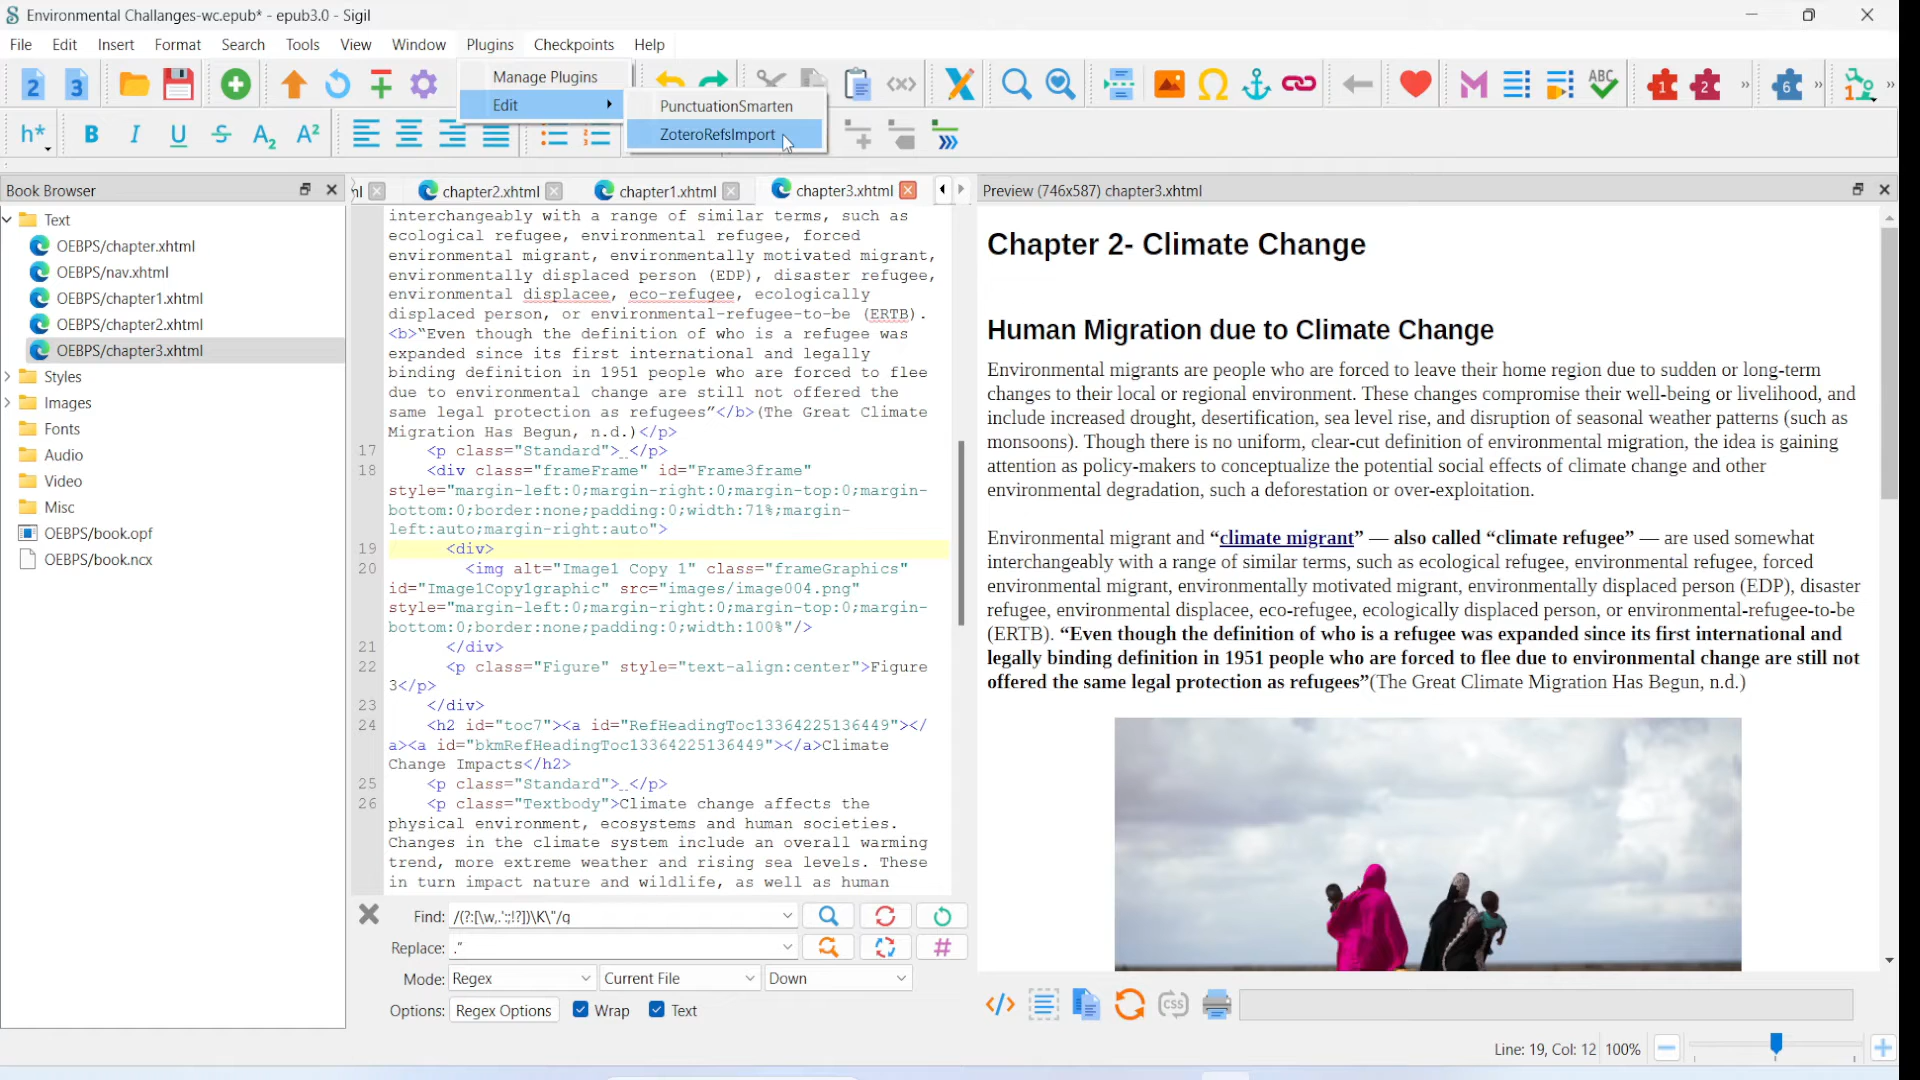 Environmental Challanges-wc.epub* - epub3.0 - Sigil
File Edit Insert Format Search Tools View Window Plugins Checkpoints Help
Manage Plugins
Edit
PunctuationSmarten
ZoteroRefsImport
Book Browser
Text
OEBPS/chapter.xhtml
OEBPS/nav.xhtml
OEBPS/chapter1.xhtml
OEBPS/chapter2.xhtml
OEBPS/chapter3.xhtml
Styles
Images
Fonts
Audio
Video
Misc
OEBPS/book.opf
OEBPS/book.ncx
chapter2.xhtml chapter1.xhtml chapter3.xhtml
interchangeably with a range of similar terms, such as
ecological refugee, environmental refugee, forced
environmental migrant, environmentally motivated migrant,
environmentally displaced person (EDP), disaster refugee,
environmental displacee, eco-refugee, ecologically
displaced person, or environmental-refugee-to-be (ERTB).
<b>“Even though the definition of who is a refugee was
expanded since its first international and legally
binding definition in 1951 people who are forced to flee
due to environmental change are still not offered the
same legal protection as refugees”</b>(The Great Climate
Migration Has Begun, n.d.)</p>
17 <p class="Standard"> </p>
18 <div class="frameFrame" id="Frame3frame"
style="margin-left:0;margin-right:0;margin-top:0;margin-
bottom:0;border:none;padding:0;width:71%;margin-
left:auto;margin-right:auto">
19 <div>
20 <img alt="Image1 Copy 1" class="frameGraphics"
id="Image1Copy1graphic" src="images/image004.png"
style="margin-left:0;margin-right:0;margin-top:0;margin-
bottom:0;border:none;padding:0;width:100%"/>
21 </div>
22 <p class="Figure" style="text-align:center">Figure
3</p>
23 </div>
24 <h2 id="toc7"><a id="RefHeadingToc13364225136449"></
a><a id="bkmRefHeadingToc13364225136449"></a>Climate
Change Impacts</h2>
25 <p class="Standard"> </p>
26 <p class="Textbody">Climate change affects the
physical environment, ecosystems and human societies.
Changes in the climate system include an overall warming
trend, more extreme weather and rising sea levels. These
in turn impact nature and wildlife, as well as human
Find: /(?:[\w,.':;!?])\K\"/g
Replace: .”
Mode: Regex Current File Down
Options: Regex Options Wrap Text
Preview (746x587) chapter3.xhtml
Chapter 2- Climate Change
Human Migration due to Climate Change
Environmental migrants are people who are forced to leave their home region due to sudden or long-term
changes to their local or regional environment. These changes compromise their well-being or livelihood, and
include increased drought, desertification, sea level rise, and disruption of seasonal weather patterns (such as
monsoons). Though there is no uniform, clear-cut definition of environmental migration, the idea is gaining
attention as policy-makers to conceptualize the potential social effects of climate change and other
environmental degradation, such a deforestation or over-exploitation.
Environmental migrant and “climate migrant” — also called “climate refugee” — are used somewhat
interchangeably with a range of similar terms, such as ecological refugee, environmental refugee, forced
environmental migrant, environmentally motivated migrant, environmentally displaced person (EDP), disaster
refugee, environmental displacee, eco-refugee, ecologically displaced person, or environmental-refugee-to-be
(ERTB). “Even though the definition of who is a refugee was expanded since its first international and
legally binding definition in 1951 people who are forced to flee due to environmental change are still not
offered the same legal protection as refugees”(The Great Climate Migration Has Begun, n.d.)
Line: 19, Col: 12 100%